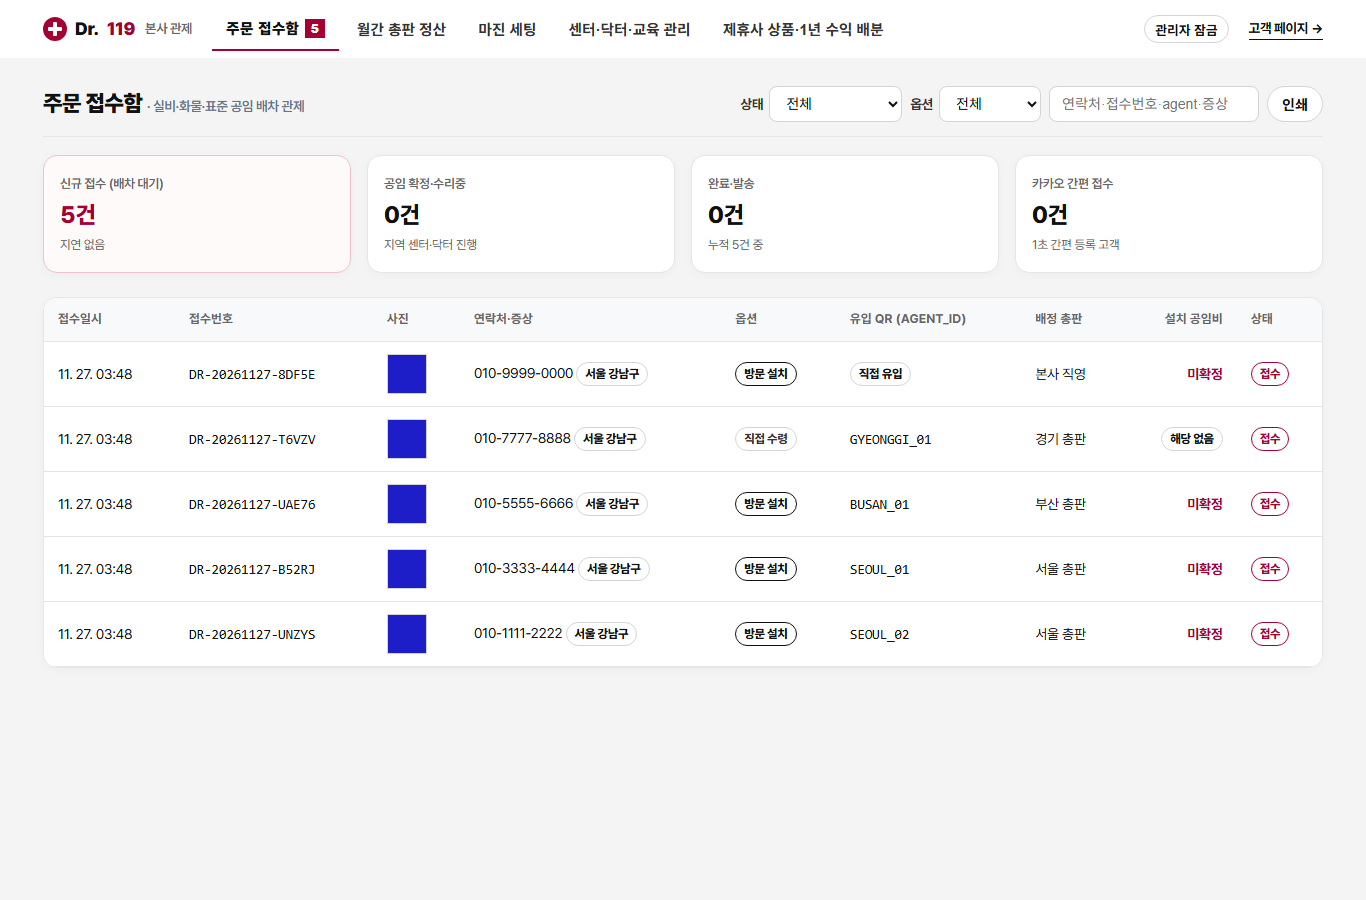 Dr. 119 본사 관제 주문 접수함 5 월간 총판 정산 마진 세팅 센터·닥터·교육 관리 제휴사 상품·1년 수익 배분 관리자 잠금 고객 페이지 →
주문 접수함 · 실비·화물·표준 공임 배차 관제 상태 전체 옵션 전체 연락처·접수번호·agent·증상 인쇄
신규 접수 (배차 대기) 공임 확정·수리중 완료·발송 카카오 간편 접수
5건 0건 0건 0건
지연 없음 지역 센터·닥터 진행 누적 5건 중 1초 간편 등록 고객
접수일시 접수번호 사진 연락처·증상 옵션 유입 QR (AGENT_ID) 배정 총판 설치 공임비 상태
11. 27. 03:48 DR-20261127-8DF5E 010-9999-0000 서울 강남구 방문 설치 직접 유입 본사 직영 미확정 접수
11. 27. 03:48 DR-20261127-T6VZV 010-7777-8888 서울 강남구 직접 수령 GYEONGGI_01 경기 총판 해당 없음 접수
11. 27. 03:48 DR-20261127-UAE76 010-5555-6666 서울 강남구 방문 설치 BUSAN_01 부산 총판 미확정 접수
11. 27. 03:48 DR-20261127-B52RJ 010-3333-4444 서울 강남구 방문 설치 SEOUL_01 서울 총판 미확정 접수
11. 27. 03:48 DR-20261127-UNZYS 010-1111-2222 서울 강남구 방문 설치 SEOUL_02 서울 총판 미확정 접수